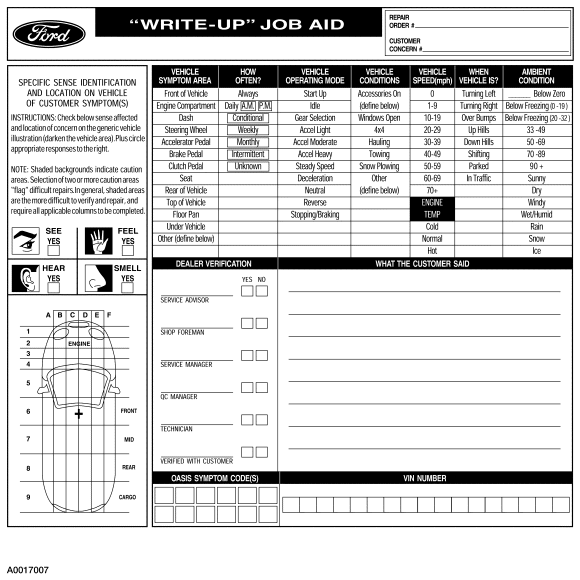 Ford
"WRITE-UP" JOB AID
REPAIR
ORDER #
CUSTOMER
CONCERN #
SPECIFIC SENSE IDENTIFICATION
AND LOCATION ON VEHICLE
OF CUSTOMER SYMPTOM(S)
INSTRUCTIONS: Check below sense affected
and location of concern on the generic vehicle
illustration (darken the vehicle area). Plus circle
appropriate responses to the right.
NOTE: Shaded backgrounds indicate caution
areas. Selection of two or more caution areas
"flag" difficult repairs. In general, shaded areas
are the more difficult to verify and repair, and
require all applicable columns to be completed.
SEE
YES
FEEL
YES
HEAR
YES
SMELL
YES
A B C D E F
1
2 ENGINE
3
4
5
6 FRONT
7 MID
8 REAR
9 CARGO
VEHICLE
SYMPTOM AREA
Front of Vehicle
Engine Compartment
Dash
Steering Wheel
Accelerator Pedal
Brake Pedal
Clutch Pedal
Seat
Rear of Vehicle
Top of Vehicle
Floor Pan
Under Vehicle
Other (define below)
HOW
OFTEN?
Always
Daily A.M. P.M.
Conditional
Weekly
Monthly
Intermittent
Unknown
VEHICLE
OPERATING MODE
Start Up
Idle
Gear Selection
Accel Light
Accel Moderate
Accel Heavy
Steady Speed
Deceleration
Neutral
Reverse
Stopping/Braking
VEHICLE
CONDITIONS
Accessories On
(define below)
Windows Open
4x4
Hauling
Towing
Snow Plowing
Other
(define below)
VEHICLE
SPEED(mph)
0
1-9
10-19
20-29
30-39
40-49
50-59
60-69
70+
ENGINE
TEMP
Cold
Normal
Hot
WHEN
VEHICLE IS?
Turning Left
Turning Right
Over Bumps
Up Hills
Down Hills
Shifting
Parked
In Traffic
AMBIENT
CONDITION
Below Zero
Below Freezing (0 -19 )
Below Freezing (20 -32 )
33 -49
50 -69
70 -89
90 +
Sunny
Dry
Windy
Wet/Humid
Rain
Snow
Ice
DEALER VERIFICATION
YES NO
SERVICE ADVISOR
SHOP FOREMAN
SERVICE MANAGER
QC MANAGER
TECHNICIAN
VERIFIED WITH CUSTOMER
WHAT THE CUSTOMER SAID
OASIS SYMPTOM CODE(S)
VIN NUMBER
A0017007